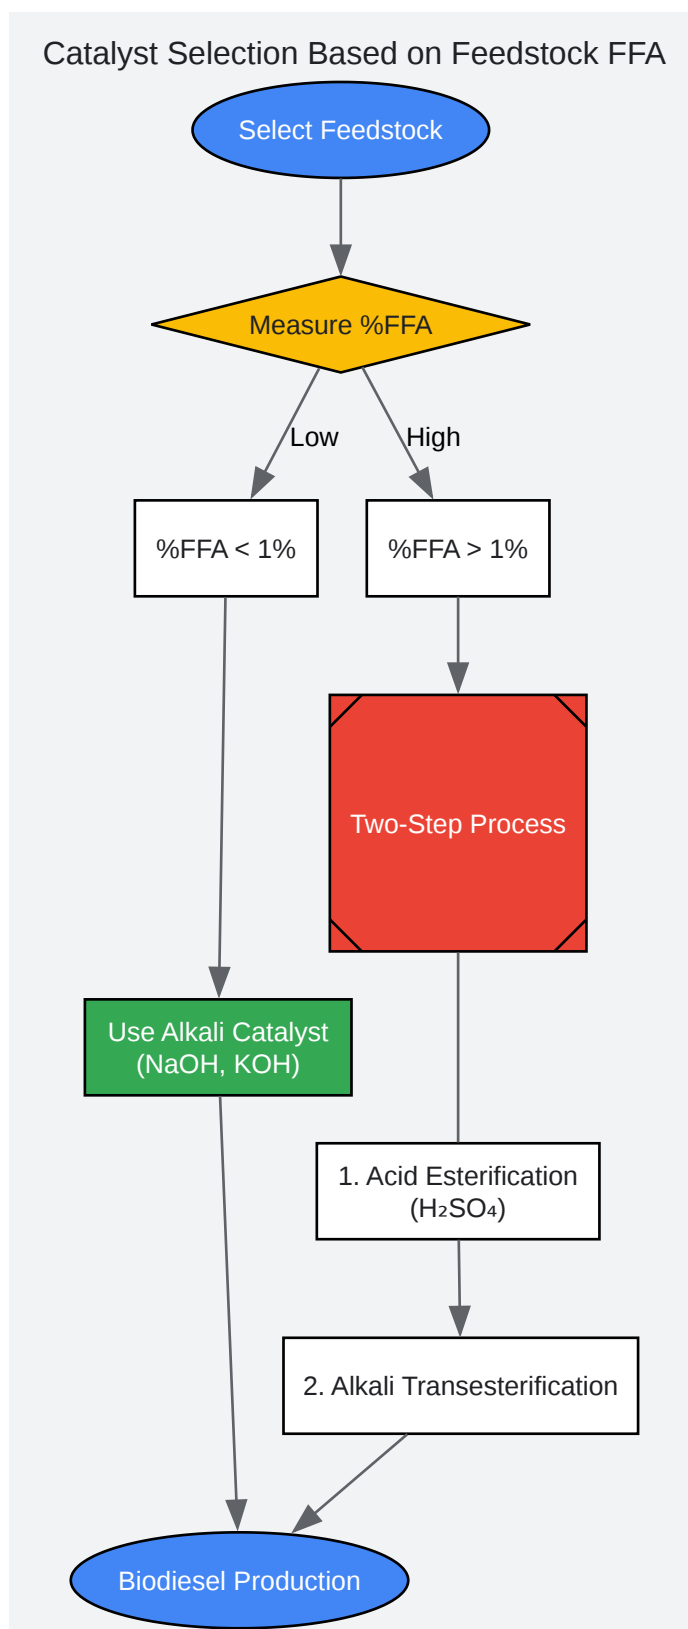 Catalyst Selection Based on Feedstock FFA
Select Feedstock
Measure %FFA
Low
High
%FFA < 1%
%FFA > 1%
Two-Step Process
Use Alkali Catalyst
(NaOH, KOH)
1. Acid Esterification
(H₂SO₄)
2. Alkali Transesterification
Biodiesel Production